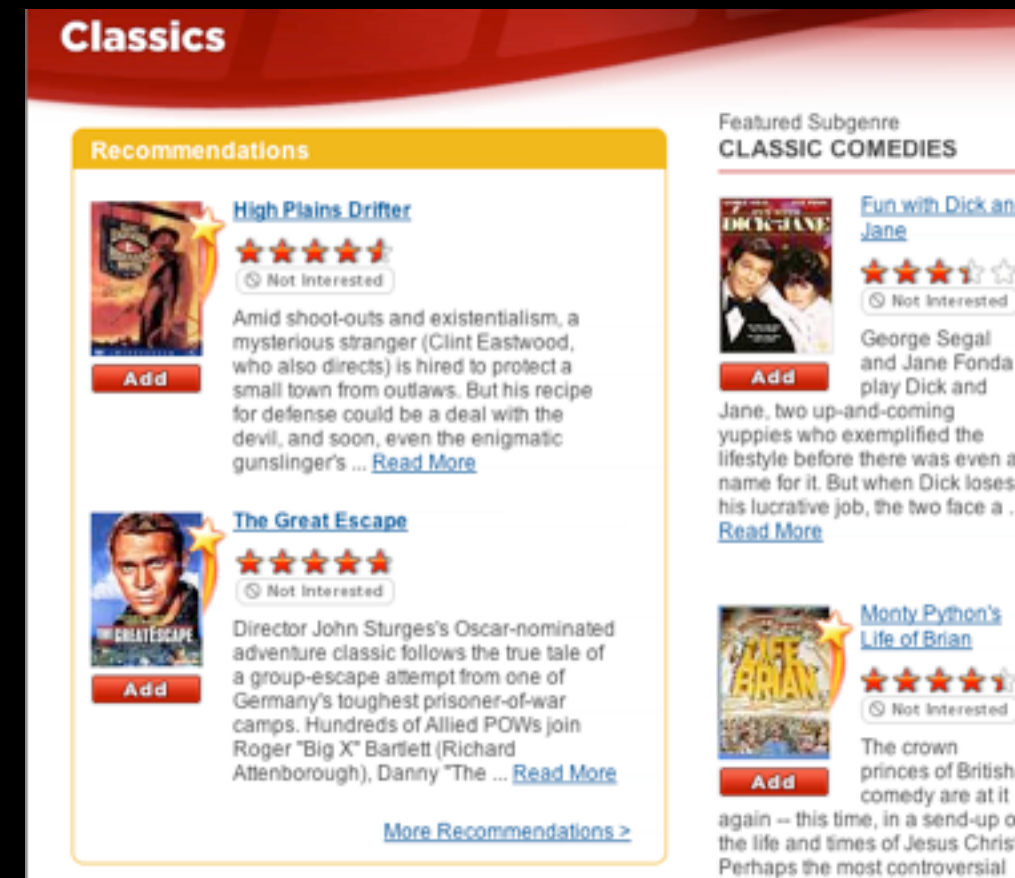 Classics
Recommendations
High Plains Drifter
Not Interested
Amid shoot-outs and existentialism, a
mysterious stranger (Clint Eastwood,
who also directs) is hired to protect a
small town from outlaws. But his recipe
for defense could be a deal with the
devil, and soon, even the enigmatic
gunslinger's ... Read More
Add
The Great Escape
Not Interested
Director John Sturges's Oscar-nominated
adventure classic follows the true tale of
a group-escape attempt from one of
Germany's toughest prisoner-of-war
camps. Hundreds of Allied POWs join
Roger "Big X" Bartlett (Richard
Attenborough), Danny "The ... Read More
THE GREAT ESCAPE
Add
More Recommendations >
Featured Subgenre
CLASSIC COMEDIES
DICK AND JANE
Fun with Dick an
Jane
Not Interested
Add
George Segal
and Jane Fonda
play Dick and
Jane, two up-and-coming
yuppies who exemplified the
lifestyle before there was even a
name for it. But when Dick loses
his lucrative job, the two face a .
Read More
LIFE
BRIAN
Monty Python's
Life of Brian
Not Interested
Add
The crown
princes of British
comedy are at it
again -- this time, in a send-up o
the life and times of Jesus Chris
Perhaps the most controversial